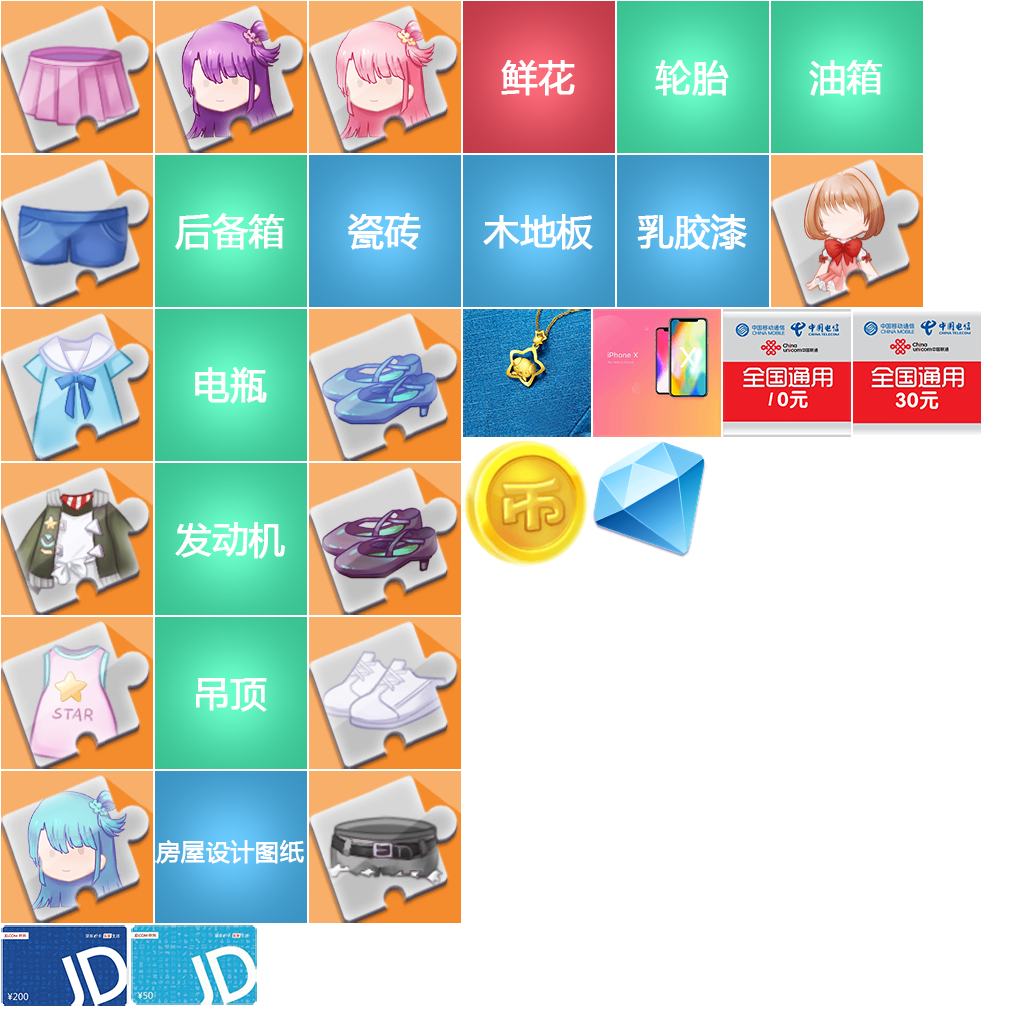 鲜花
轮胎
油箱
后备箱
瓷砖
木地板
乳胶漆
电瓶
iPhone X
中国移动通信
CHINA MOBILE
中国电信
CHINA TELECOM
China
unicom中国联通
全国通用
/0元
中国移动通信
CHINA MOBILE
中国电信
CHINA TELECOM
China
unicom中国联通
全国通用
30元
币
发动机
STAR
吊顶
房屋设计图纸
JD.COM 京东
JD
¥200
JD.COM 京东
JD
¥50